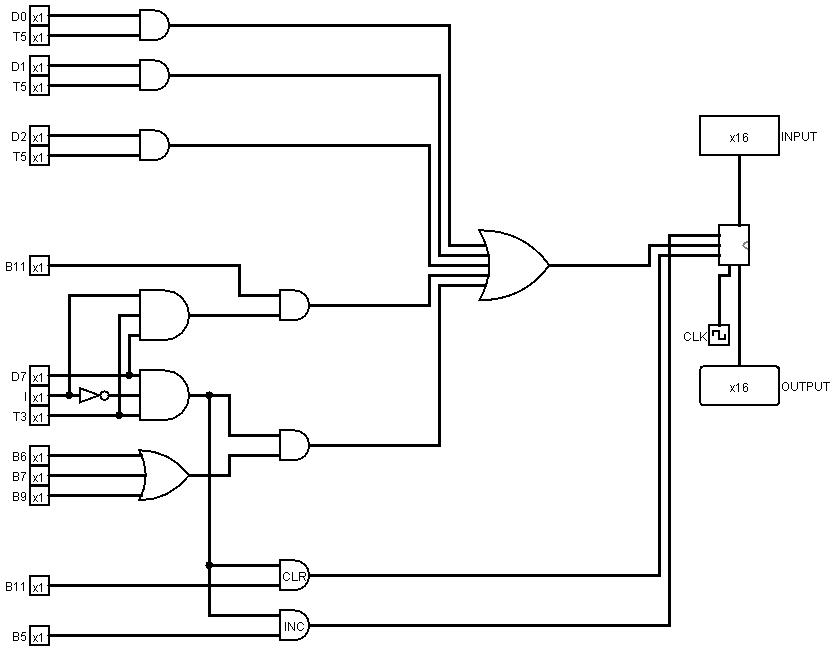 D0 x1
T5 x1
D1 x1
T5 x1
D2 x1
T5 x1
x16 INPUT
B11 x1
CLK
D7 x1
I x1
T3 x1
x16 OUTPUT
B6 x1
B7 x1
B9 x1
CLR
B11 x1
INC
B5 x1